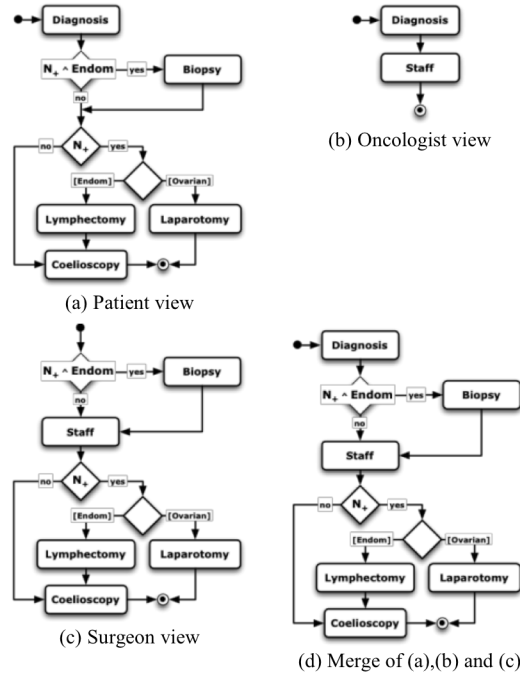 Diagnosis
N+ ^ Endom
yes
Biopsy
no
no
N+
yes
[Endom]
[Ovarian]
Lymphectomy
Laparotomy
Coelioscopy
(a) Patient view
Diagnosis
Staff
(b) Oncologist view
N+ ^ Endom
yes
Biopsy
no
Staff
no
N+
yes
[Endom]
[Ovarian]
Lymphectomy
Laparotomy
Coelioscopy
(c) Surgeon view
Diagnosis
N+ ^ Endom
yes
Biopsy
no
Staff
no
N+
yes
[Endom]
[Ovarian]
Lymphectomy
Laparotomy
Coelioscopy
(d) Merge of (a),(b) and (c)